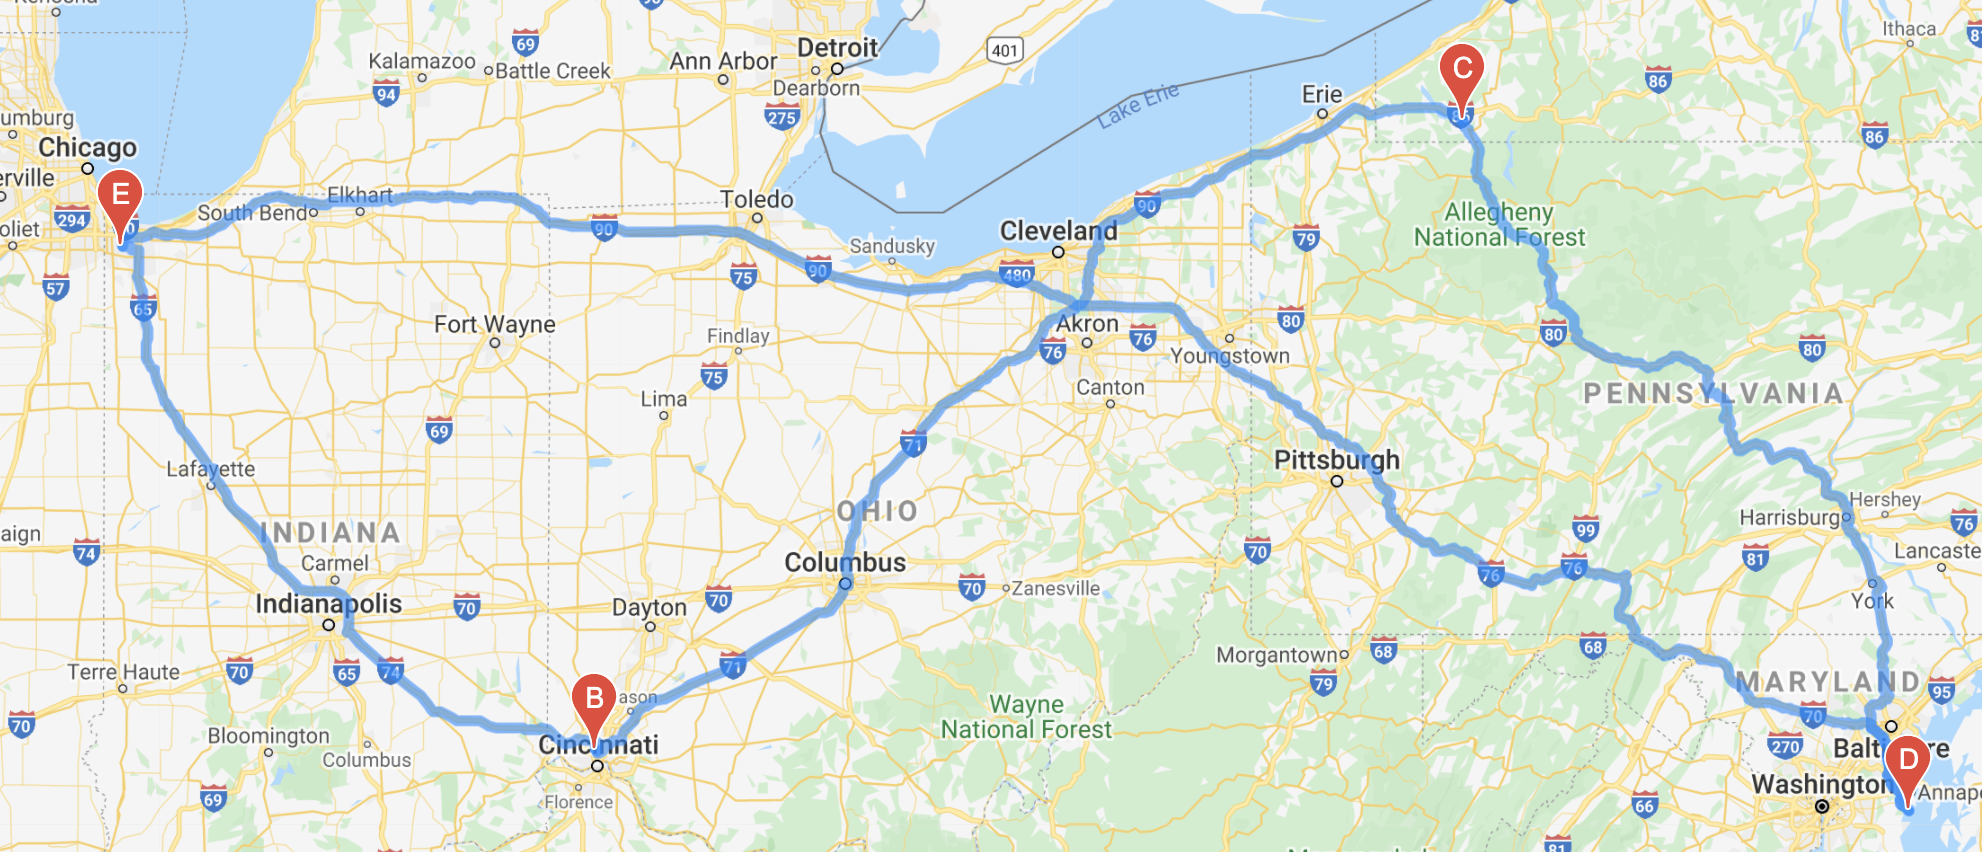 Kalamazoo
Battle Creek
69
94
Ann Arbor
Detroit
Dearborn
275
401
Lake Erie
Erie
C
86
86
Ithaca
umburg
Chicago
erville
E
294
oliet
57
South Bend
Elkhart
90
65
Toledo
75
90
Sandusky
Cleveland
480
90
79
Allegheny
National Forest
Fort Wayne
Findlay
75
Lima
69
Akron
76
76
Canton
80
Youngstown
80
80
PENNSYLVANIA
Lafayette
INDIANA
Carmel
Indianapolis
aign
74
70
Terre Haute
70
65
74
70
Bloomington
Columbus
69
71
OHIO
Columbus
70
Zanesville
Dayton
70
71
B
ason
Cincinnati
Florence
Wayne
National Forest
Pittsburgh
70
76
76
99
Harrisburg
Hershey
76
81
Lancaste
York
Morgantown
68
68
79
MARYLAND
95
70
270
D
Washington
Annapo
66
81